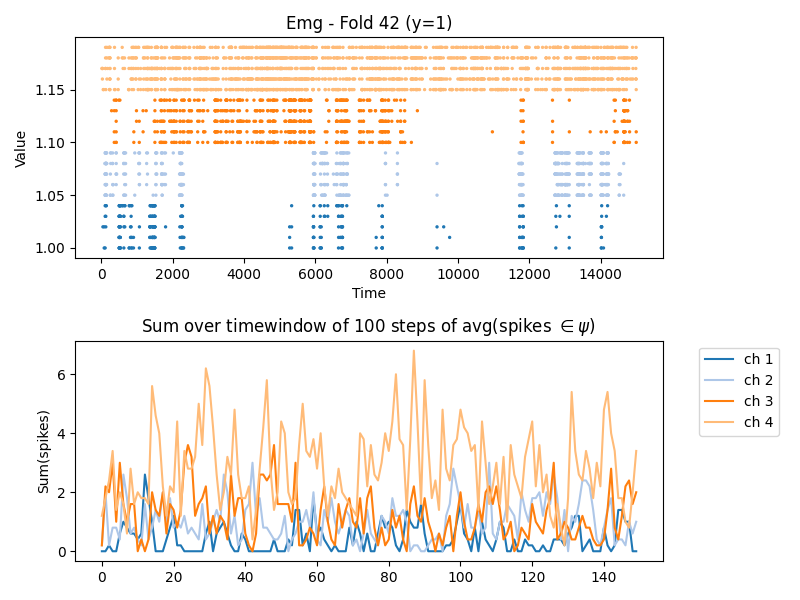 Emg - Fold 42 (y=1)
Value
1.15
1.10
1.05
1.00
0 2000 4000 6000 8000 10000 12000 14000
Time
Sum over timewindow of 100 steps of avg(spikes ∈ ψ)
Sum(spikes)
6
4
2
0
0 20 40 60 80 100 120 140
ch 1
ch 2
ch 3
ch 4